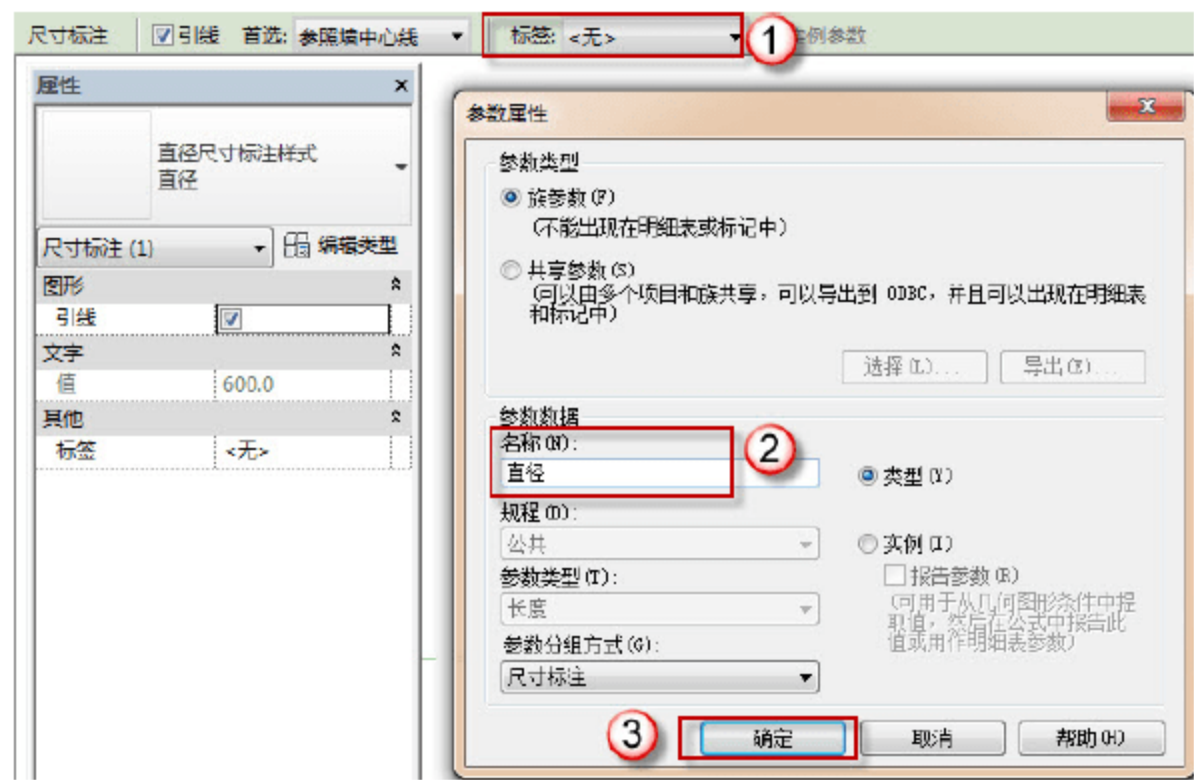 尺寸标注 引线 首选: 参照墙中心线 标签: <无> 1 例参数
属性
直径尺寸标注样式
直径
尺寸标注 (1) 编辑类型
图形
引线
文字
值 600.0
其他
标签 <无>
参数属性
参数类型
族参数(F)
(不能出现在明细表或标记中)
共享参数(S)
(可以由多个项目和族共享,可以导出到 ODBC,并且可以出现在明细表
和标记中)
选择(L)... 导出(E)...
参数数据
名称(N): 2
直径
类型(Y)
规程(D):
公共
实例(I)
参数类型(T):
报告参数(R)
长度
(可用于从几何图形条件中提
取值,然后在公式中报告此
值或用作明细表参数)
参数分组方式(G):
尺寸标注
3 确定 取消 帮助(H)